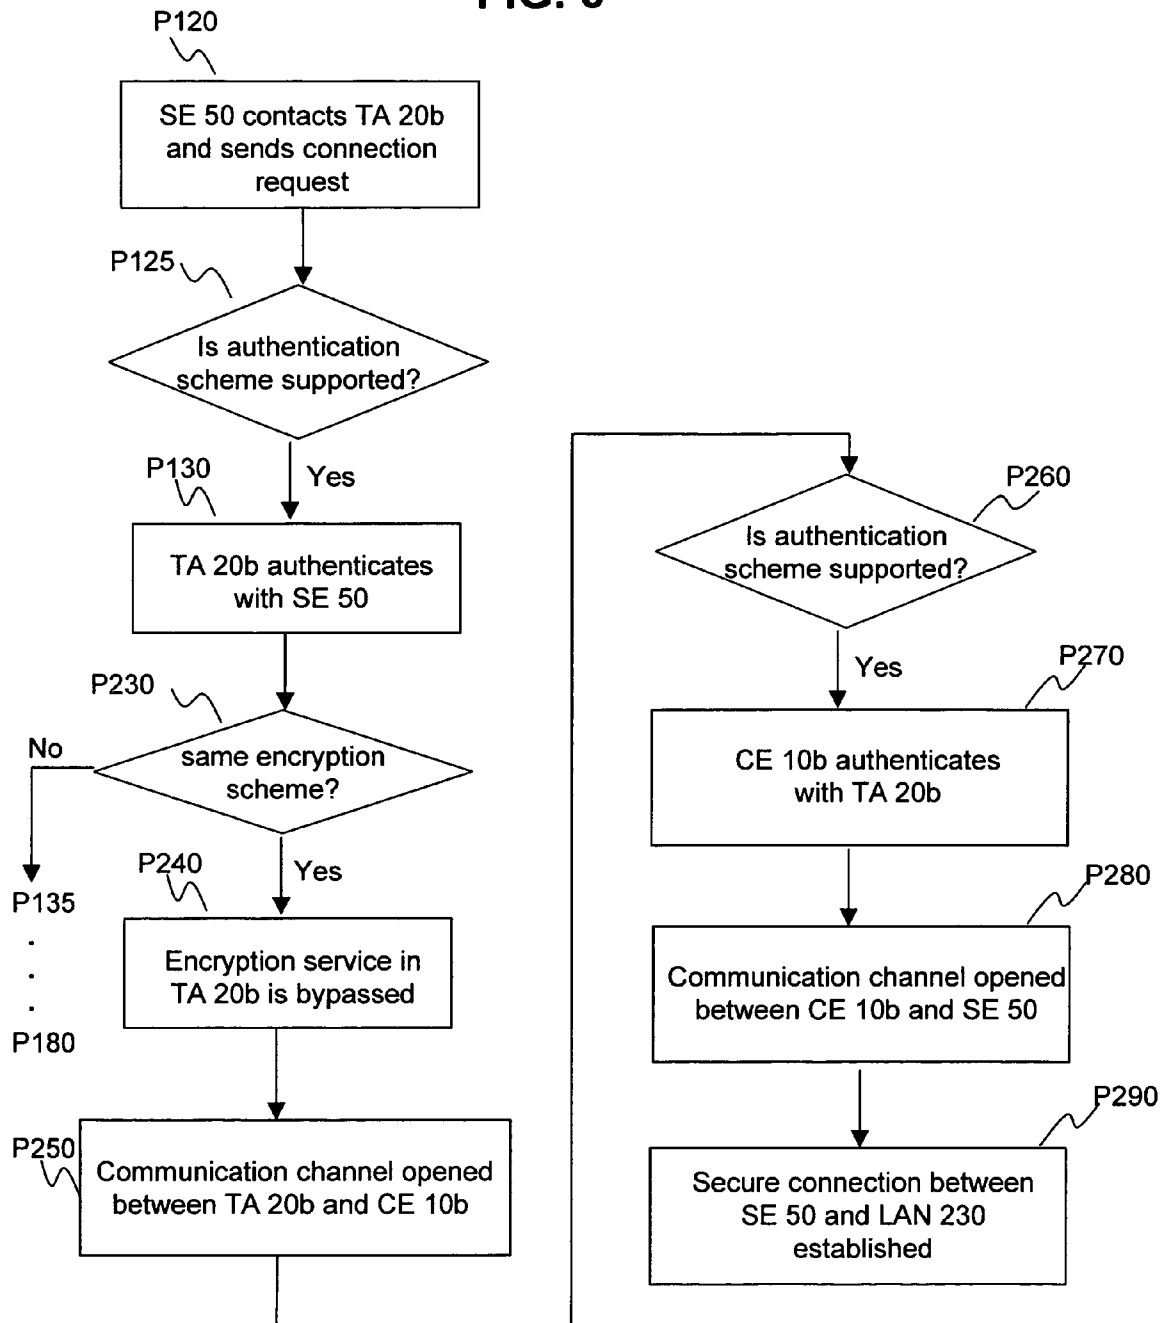 P120
SE 50 contacts TA 20b
and sends connection
request
P125
Is authentication
scheme supported?
Yes
P130
TA 20b authenticates
with SE 50
P230
No
same encryption
scheme?
Yes
P240
P135
.
.
.
P180
Encryption service in
TA 20b is bypassed
P250
Communication channel opened
between TA 20b and CE 10b
P260
Is authentication
scheme supported?
Yes
P270
CE 10b authenticates
with TA 20b
P280
Communication channel opened
between CE 10b and SE 50
P290
Secure connection between
SE 50 and LAN 230
established